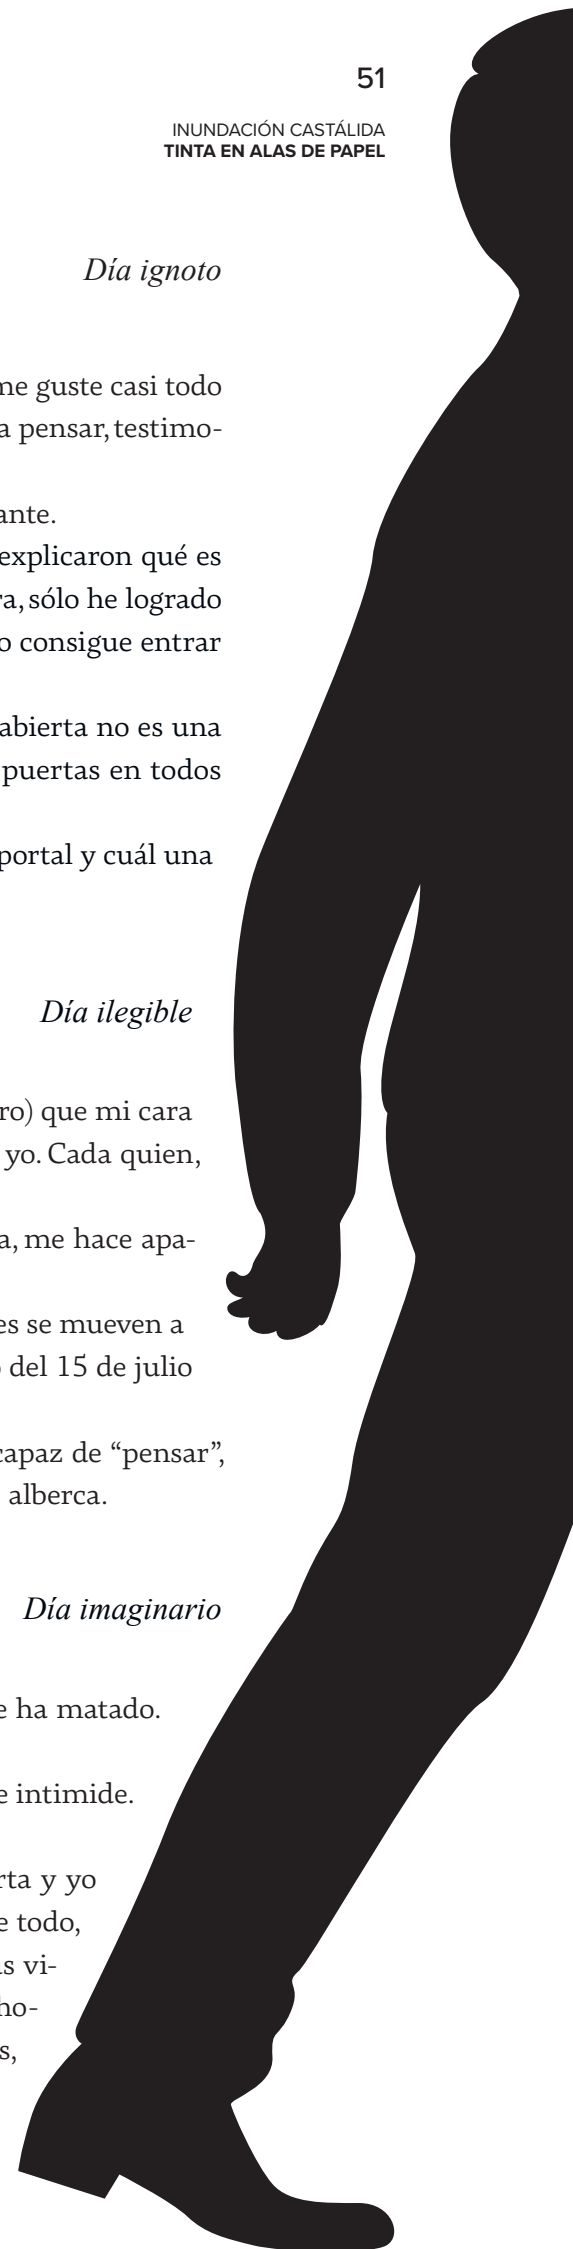 51
INUNDACIÓN CASTÁLIDA
TINTA EN ALAS DE PAPEL
Día ignoto
me guste casi todo
a pensar, testimo-
ante.
explicaron qué es
ra, sólo he logrado
o consigue entrar
abierta no es una
puertas en todos
portal y cuál una
Día ilegible
ro) que mi cara
yo. Cada quien,
a, me hace apa-
es se mueven a
del 15 de julio
capaz de “pensar”,
alberca.
Día imaginario
e ha matado.
e intimide.
rta y yo
e todo,
as vi-
ho-
s,